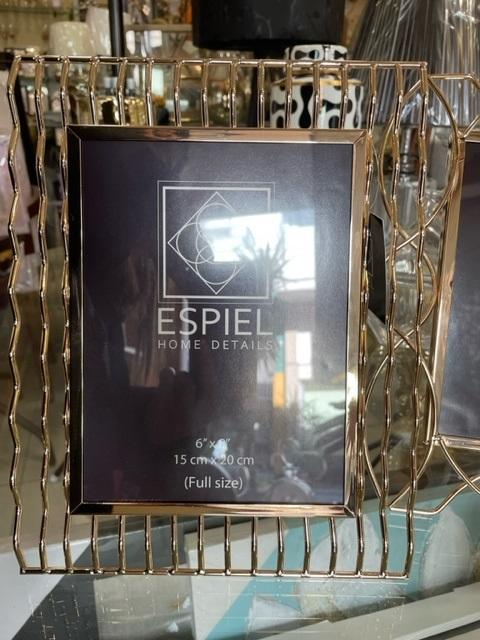 ESPIEL
HOME DETAILS
6" x 8"
15 cm x 20 cm
(Full size)